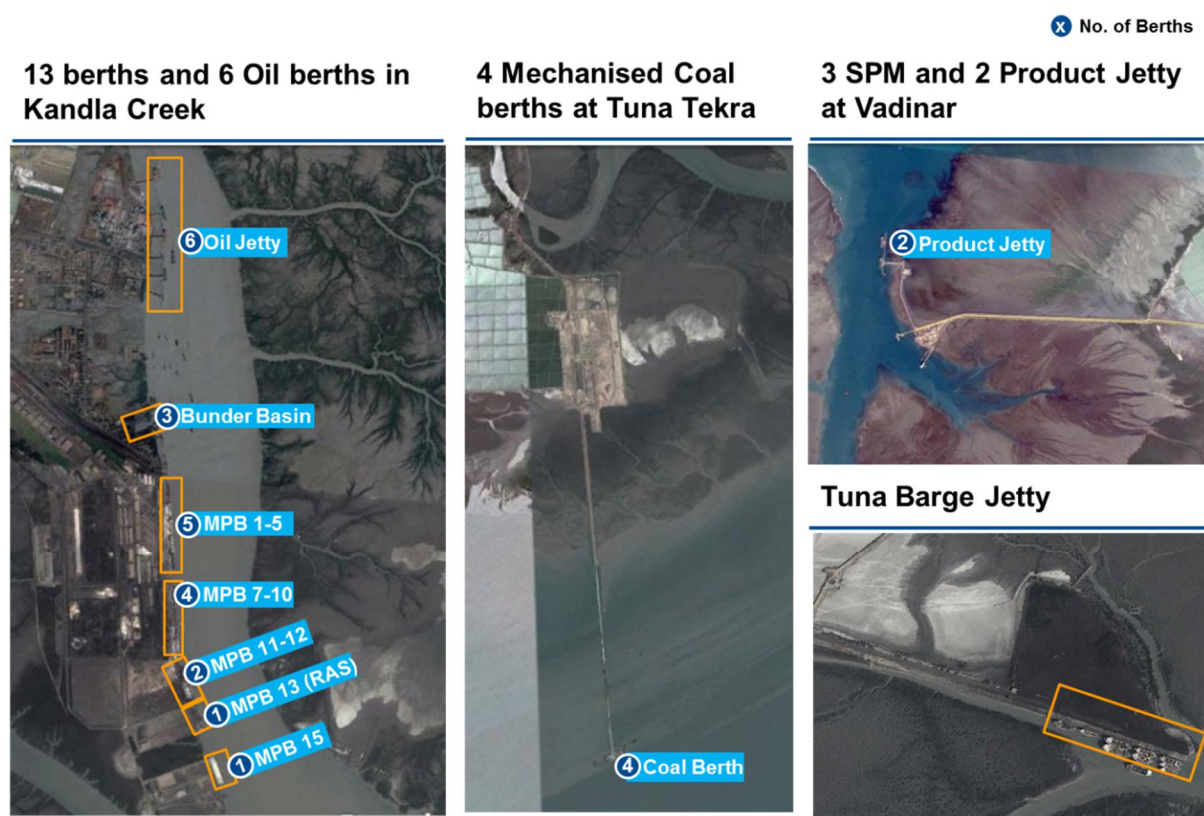 x No. of Berths
13 berths and 6 Oil berths in
Kandla Creek
6 Oil Jetty
3 Bunder Basin
5 MPB 1-5
4 MPB 7-10
2 MPB 11-12
1 MPB 13 (RAS)
1 MPB 15
4 Mechanised Coal
berths at Tuna Tekra
4 Coal Berth
3 SPM and 2 Product Jetty
at Vadinar
2 Product Jetty
Tuna Barge Jetty